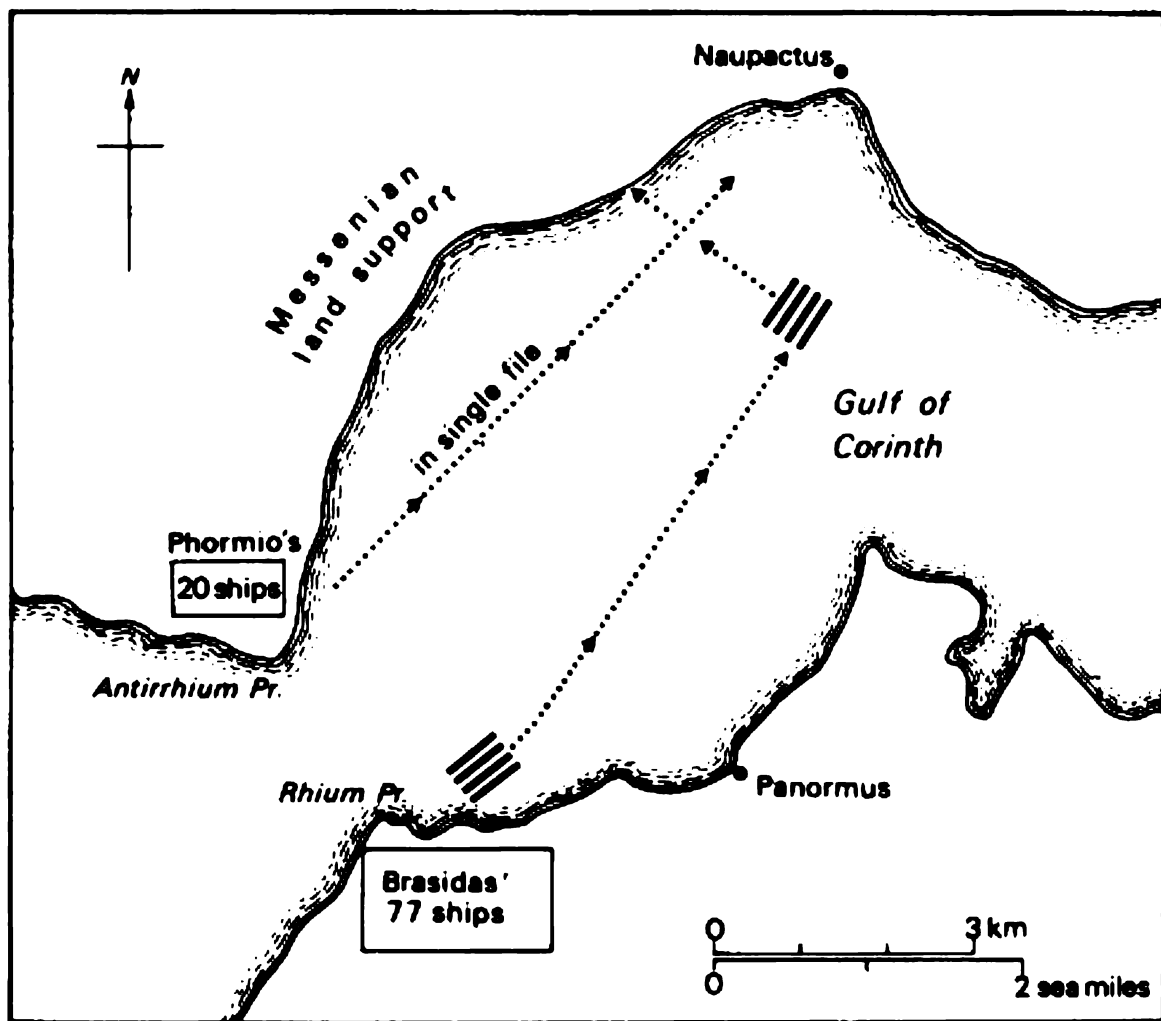 Naupactus
N
Messenian
land support
in single file
Gulf of
Corinth
Phormio's
20 ships
Antirrhium Pr.
Rhium Pr.
Panormus
Brasidas'
77 ships
0 3 km
0 2 sea miles